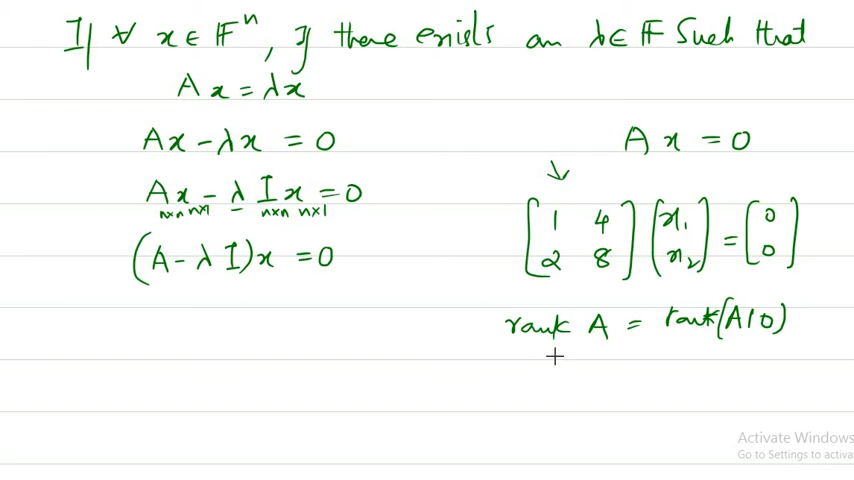 If ∀ x ∈ 𝔽ⁿ, if there exists an λ ∈ 𝔽 Such that
Ax = λx
Ax - λx = 0
Ax - λ I x = 0
n×n n×1 n×n n×1
(A - λ I)x = 0
A x = 0
↓
[1 4] [x₁] = [0]
[2 8] [x₂] [0]
rank A = rank(A|0)
Activate Windows
Go to Settings to activa